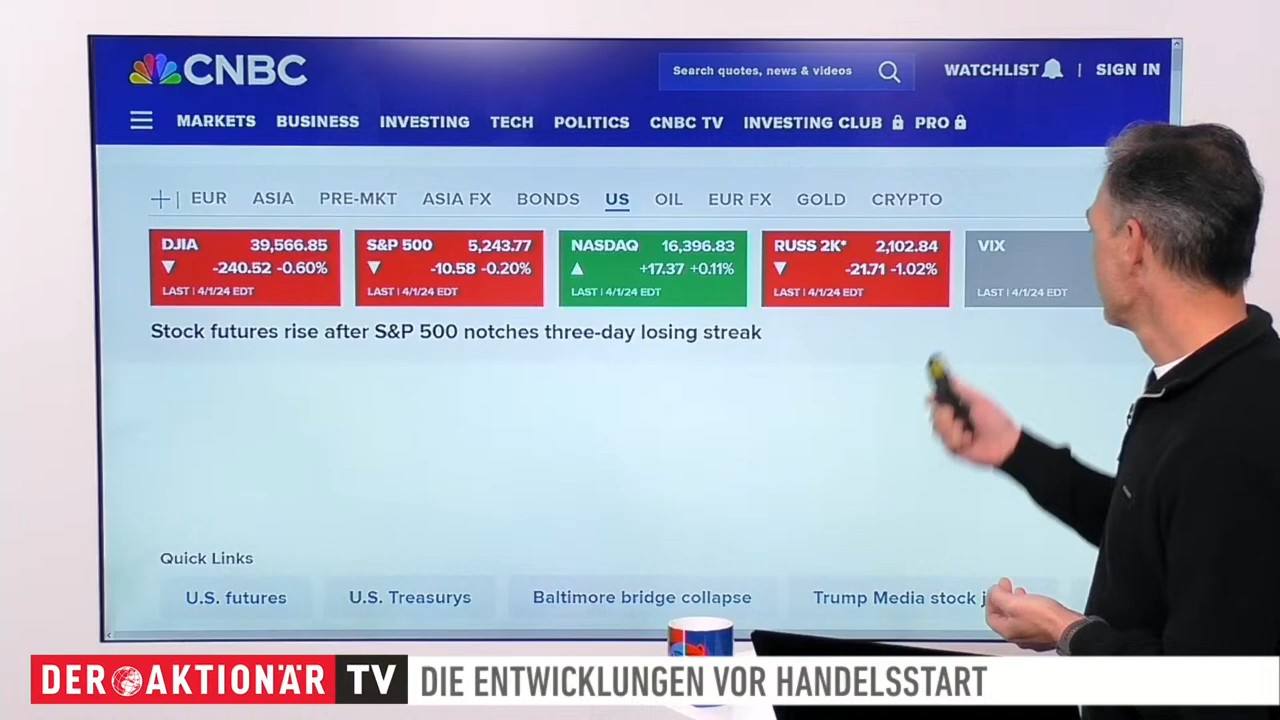 CNBC
Search quotes, news & videos
WATCHLIST | SIGN IN
MARKETS BUSINESS INVESTING TECH POLITICS CNBC TV INVESTING CLUB PRO
EUR ASIA PRE-MKT ASIA FX BONDS US OIL EUR FX GOLD CRYPTO
DJIA 39,566.85
-240.52 -0.60%
LAST | 4/1/24 EDT
S&P 500 5,243.77
-10.58 -0.20%
LAST | 4/1/24 EDT
NASDAQ 16,396.83
+17.37 +0.11%
LAST | 4/1/24 EDT
RUSS 2K* 2,102.84
-21.71 -1.02%
LAST | 4/1/24 EDT
VIX
LAST | 4/1/24 EDT
Stock futures rise after S&P 500 notches three-day losing streak
Quick Links
U.S. futures U.S. Treasurys Baltimore bridge collapse Trump Media stock
DER AKTIONÄR TV DIE ENTWICKLUNGEN VOR HANDELSSTART